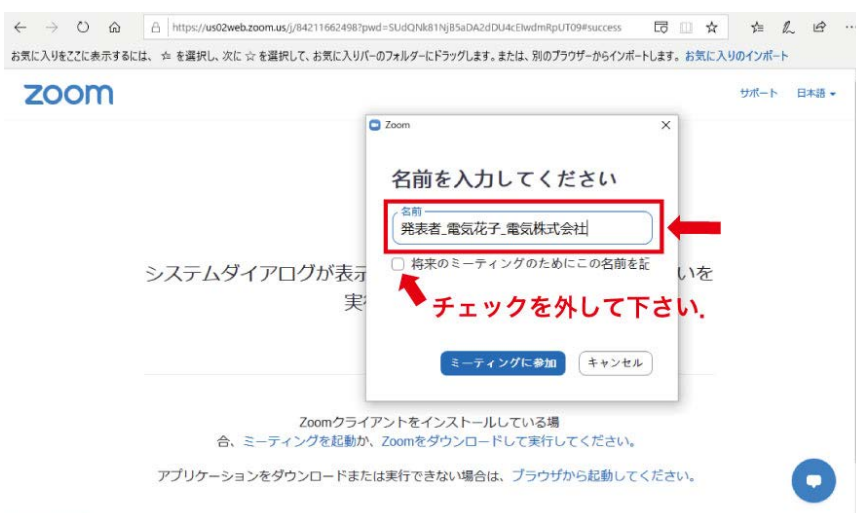 https://us02web.zoom.us/j/84211662498?pwd=SUdQNk81NjB5aDA2dDU4cElwdmRpUT09#success
お気に入りをここに表示するには、☆ を選択し、次に ☆ を選択して、お気に入りバーのフォルダーにドラッグします。または、別のブラウザーからインポートします。お気に入りのインポート
zoom
サポート 日本語
Zoom
名前を入力してください
名前
発表者_電気花子_電気株式会社
将来のミーティングのためにこの名前を記
システムダイアログが表示 いを
実
チェックを外して下さい.
ミーティングに参加 キャンセル
Zoomクライアントをインストールしている場
合、ミーティングを起動か、Zoomをダウンロードして実行してください。
アプリケーションをダウンロードまたは実行できない場合は、ブラウザから起動してください。